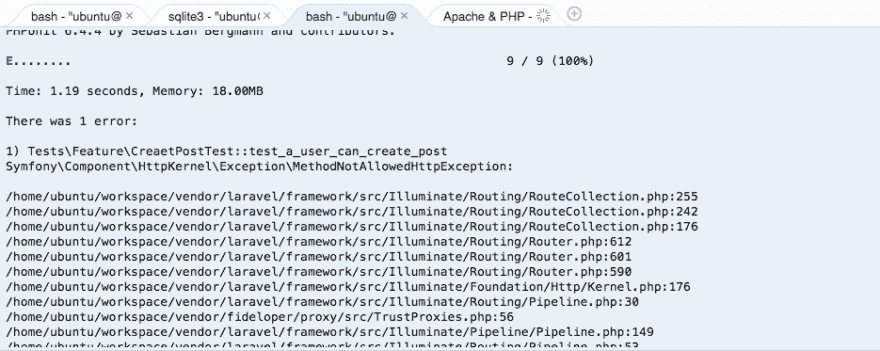 bash - "ubuntu@ × sqlite3 - "ubuntu( × bash - "ubuntu@ × Apache & PHP -
PHPUnit 6.4.4 by Sebastian Bergmann and contributors.
E........ 9 / 9 (100%)
Time: 1.19 seconds, Memory: 18.00MB
There was 1 error:
1) Tests\Feature\CreaetPostTest::test_a_user_can_create_post
Symfony\Component\HttpKernel\Exception\MethodNotAllowedHttpException:
/home/ubuntu/workspace/vendor/laravel/framework/src/Illuminate/Routing/RouteCollection.php:255
/home/ubuntu/workspace/vendor/laravel/framework/src/Illuminate/Routing/RouteCollection.php:242
/home/ubuntu/workspace/vendor/laravel/framework/src/Illuminate/Routing/RouteCollection.php:176
/home/ubuntu/workspace/vendor/laravel/framework/src/Illuminate/Routing/Router.php:612
/home/ubuntu/workspace/vendor/laravel/framework/src/Illuminate/Routing/Router.php:601
/home/ubuntu/workspace/vendor/laravel/framework/src/Illuminate/Routing/Router.php:590
/home/ubuntu/workspace/vendor/laravel/framework/src/Illuminate/Foundation/Http/Kernel.php:176
/home/ubuntu/workspace/vendor/laravel/framework/src/Illuminate/Routing/Pipeline.php:30
/home/ubuntu/workspace/vendor/fideloper/proxy/src/TrustProxies.php:56
/home/ubuntu/workspace/vendor/laravel/framework/src/Illuminate/Pipeline/Pipeline.php:149
/home/ubuntu/workspace/vendor/laravel/framework/src/Illuminate/Routing/Pipeline.php:53